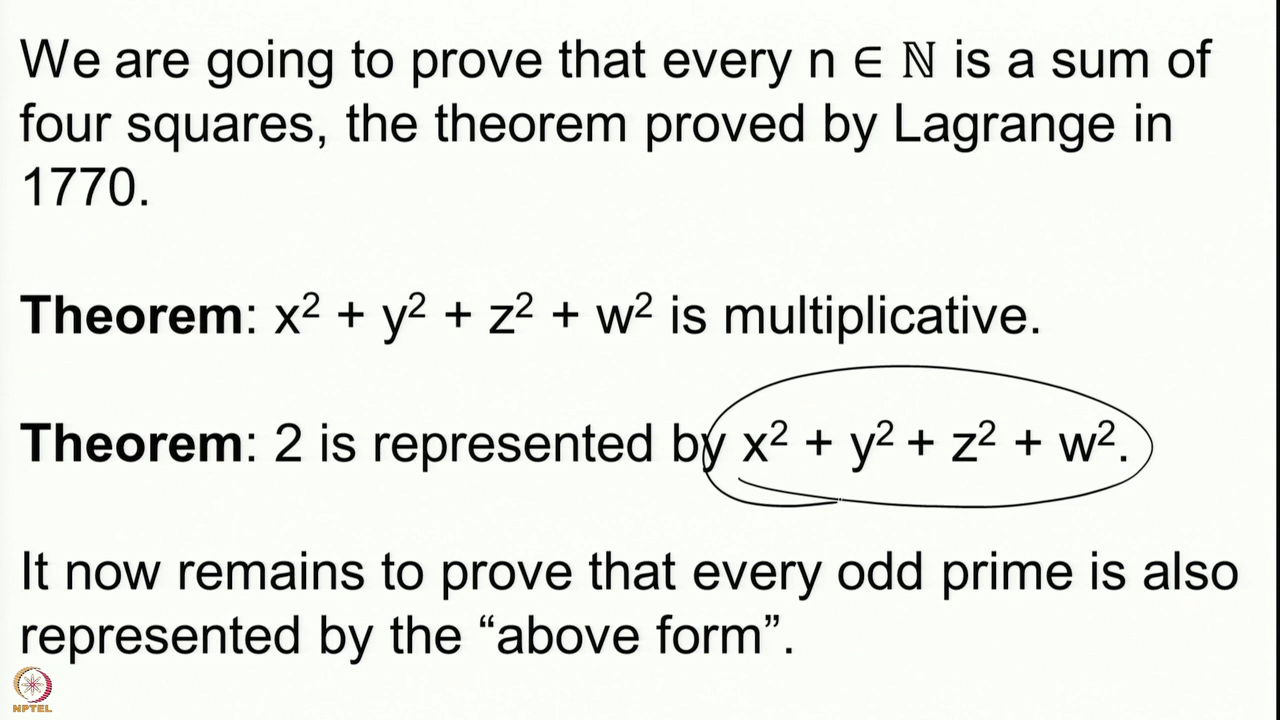 We are going to prove that every n ∈ ℕ is a sum of
four squares, the theorem proved by Lagrange in
1770.
Theorem: x² + y² + z² + w² is multiplicative.
Theorem: 2 is represented by x² + y² + z² + w².
It now remains to prove that every odd prime is also
represented by the “above form”.
NPTEL